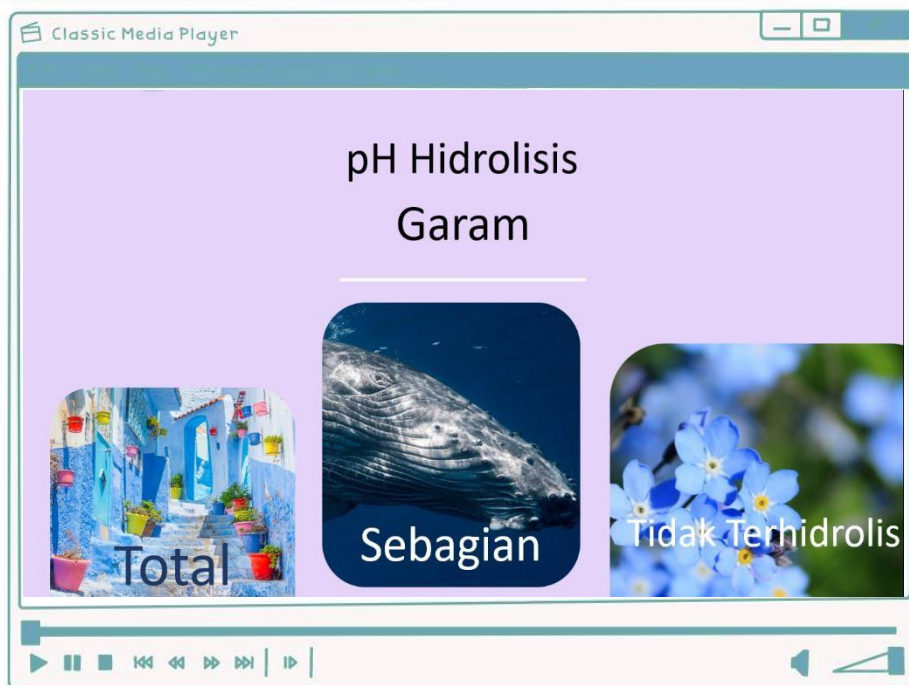 Classic Media Player
pH Hidrolisis
Garam
Total
Sebagian
Tidak Terhidrolis